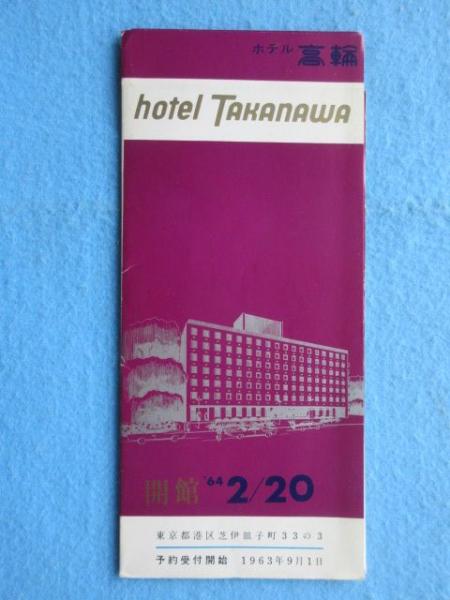 ホテル 高輪
hotel TAKANAWA
開館 '64 2/20
東京都港区芝伊皿子町33の3
予約受付開始 1963年9月1日